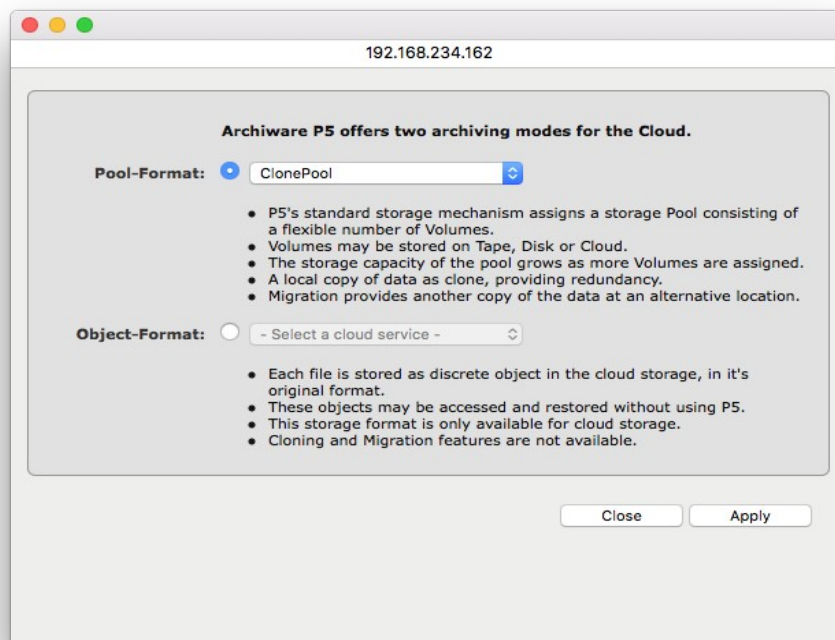 192.168.234.162
Archiware P5 offers two archiving modes for the Cloud.
Pool-Format: ClonePool
• P5's standard storage mechanism assigns a storage Pool consisting of
a flexible number of Volumes.
• Volumes may be stored on Tape, Disk or Cloud.
• The storage capacity of the pool grows as more Volumes are assigned.
• A local copy of data as clone, providing redundancy.
• Migration provides another copy of the data at an alternative location.
Object-Format: - Select a cloud service -
• Each file is stored as discrete object in the cloud storage, in it's
original format.
• These objects may be accessed and restored without using P5.
• This storage format is only available for cloud storage.
• Cloning and Migration features are not available.
Close Apply